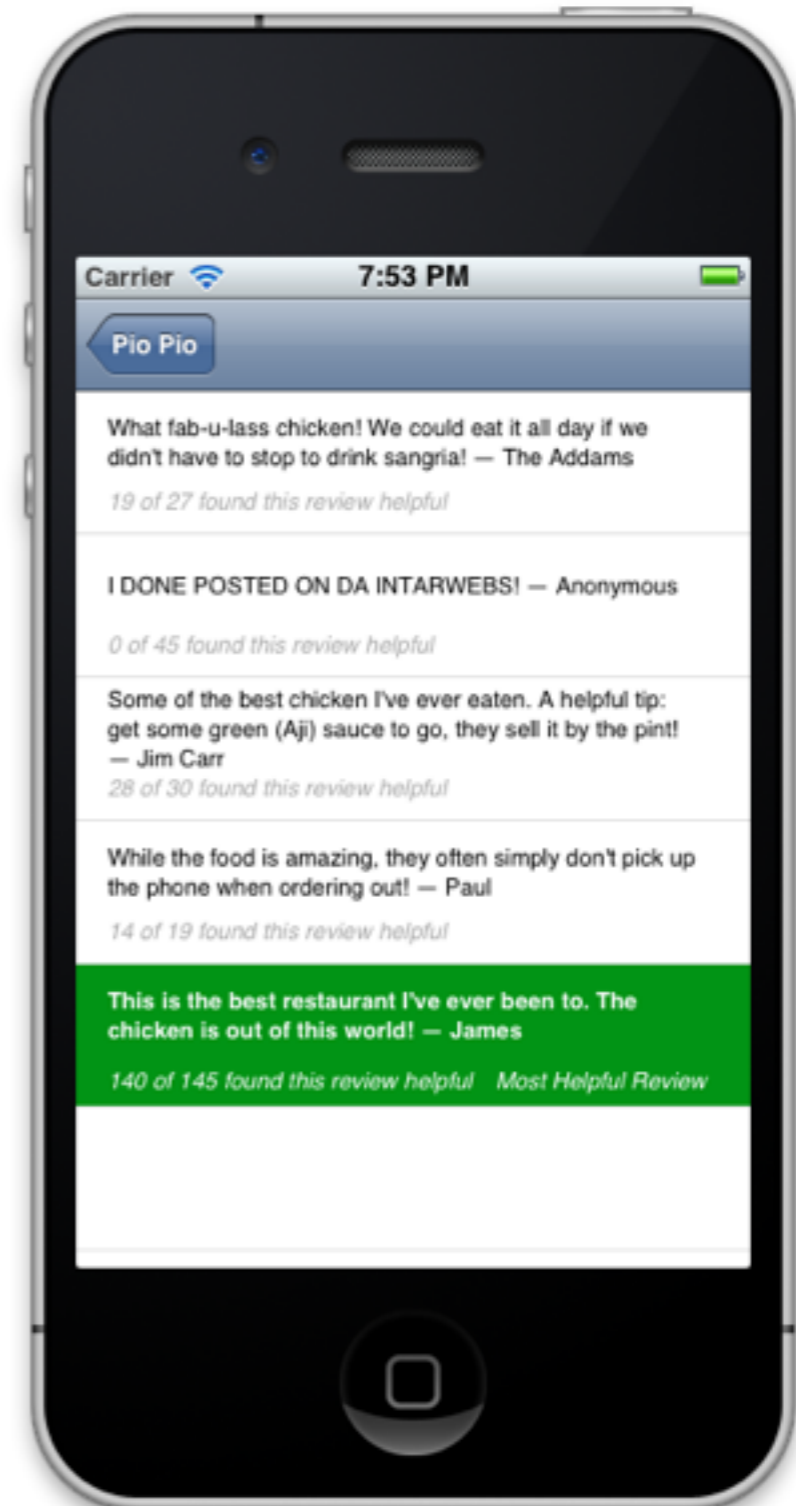 Carrier 7:53 PM
Pio Pio
What fab-u-lass chicken! We could eat it all day if we
didn't have to stop to drink sangria! — The Addams
19 of 27 found this review helpful
I DONE POSTED ON DA INTARWEBS! — Anonymous
0 of 45 found this review helpful
Some of the best chicken I've ever eaten. A helpful tip:
get some green (Aji) sauce to go, they sell it by the pint!
— Jim Carr
28 of 30 found this review helpful
While the food is amazing, they often simply don't pick up
the phone when ordering out! — Paul
14 of 19 found this review helpful
This is the best restaurant I've ever been to. The
chicken is out of this world! — James
140 of 145 found this review helpful Most Helpful Review